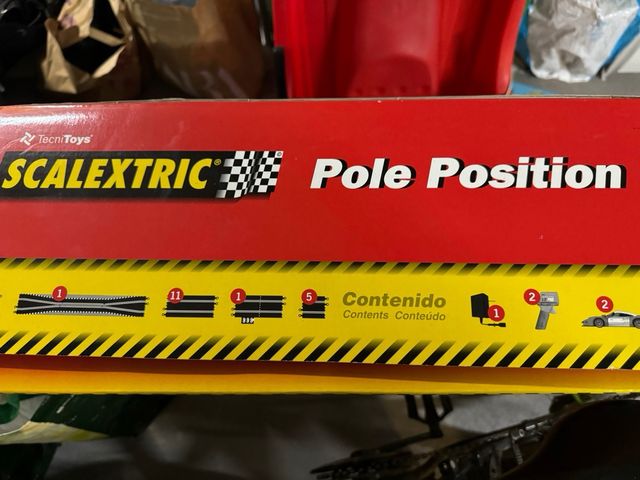 TecniToys
SCALEXTRIC®
Pole Position
1
11
1
5
Contenido
Contents Conteúdo
1
2
2